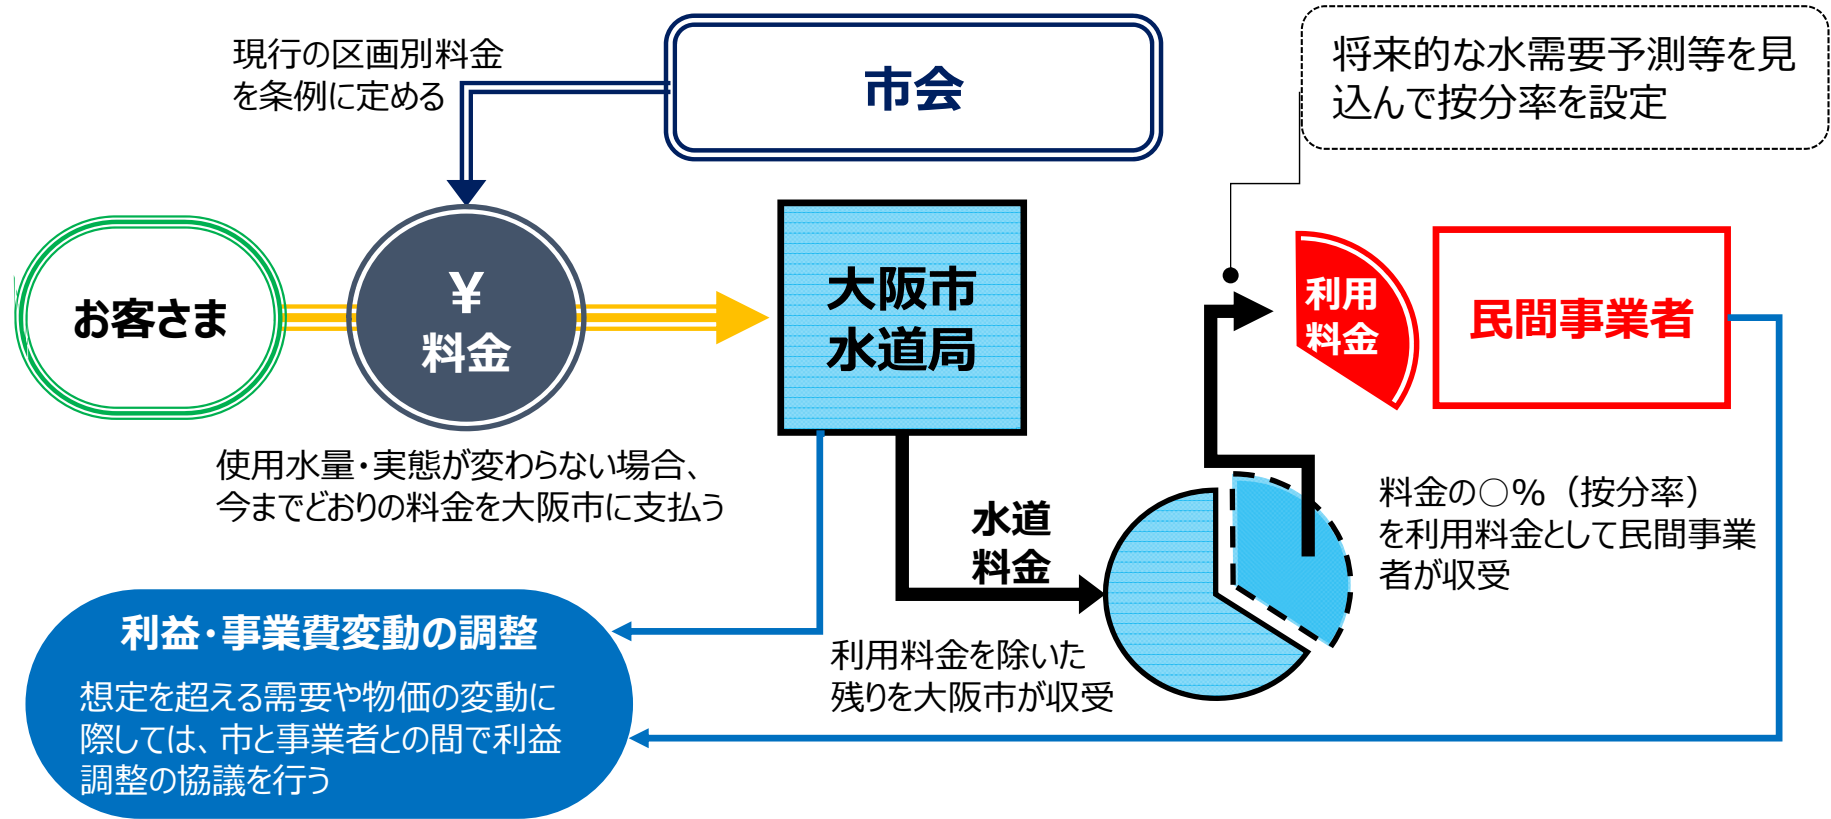 現行の区画別料金
を条例に定める
市会
将来的な水需要予測等を見
込んで按分率を設定
お客さま
¥
料金
大阪市
水道局
利用
料金
民間事業者
使用水量・実態が変わらない場合、
今までどおりの料金を大阪市に支払う
水道
料金
料金の○%（按分率）
を利用料金として民間事業
者が収受
利用料金を除いた
残りを大阪市が収受
利益・事業費変動の調整
想定を超える需要や物価の変動に
際しては、市と事業者との間で利益
調整の協議を行う